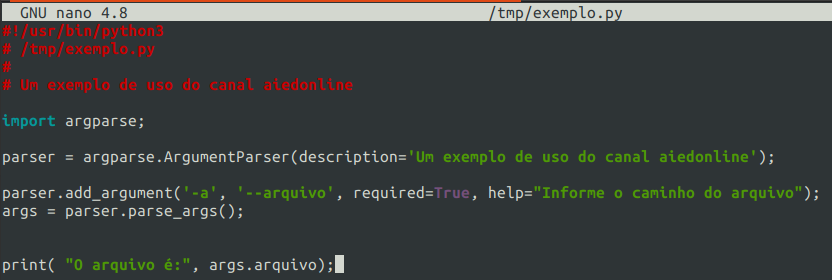 GNU nano 4.8 /tmp/exemplo.py
#!/usr/bin/python3
# /tmp/exemplo.py
#
# Um exemplo de uso do canal aiedonline
import argparse;
parser = argparse.ArgumentParser(description='Um exemplo de uso do canal aiedonline');
parser.add_argument('-a', '--arquivo', required=True, help="Informe o caminho do arquivo");
args = parser.parse_args();
print( "O arquivo é:", args.arquivo);